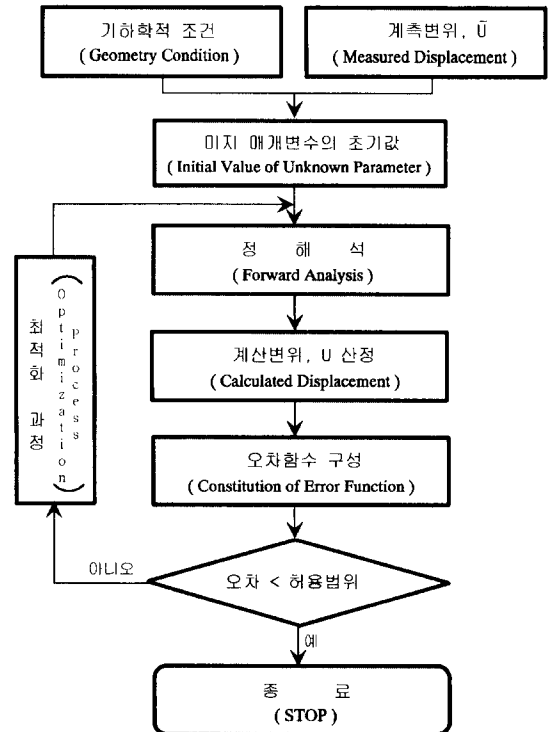 기하학적 조건
( Geometry Condition )
계측변위, Ũ
( Measured Displacement )
미지 매개변수의 초기값
( Initial Value of Unknown Parameter )
정 해 석
( Forward Analysis )
계산변위, U 산정
( Calculated Displacement )
오차함수 구성
( Constitution of Error Function )
최적화 과정
( Optimization
process )
오차 < 허용범위
아니오
예
종 료
( STOP )